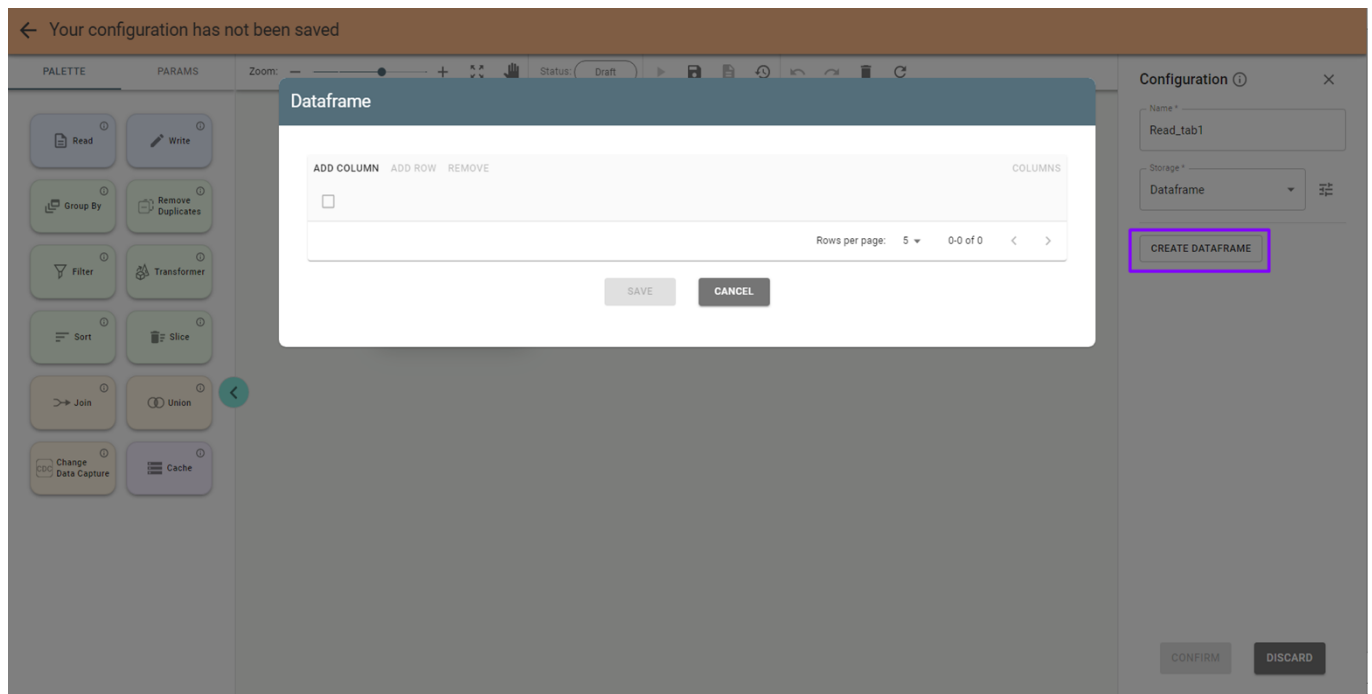 Your configuration has not been saved
PALETTE PARAMS Zoom: Status: Draft
Configuration
Name *
Read_tab1
Storage *
Dataframe
CREATE DATAFRAME
Dataframe
ADD COLUMN ADD ROW REMOVE COLUMNS
Rows per page: 5 0-0 of 0
SAVE CANCEL
Read Write
Group By Remove
Duplicates
Filter Transformer
Sort Slice
Join Union
CDC Change
Data Capture Cache
CONFIRM DISCARD